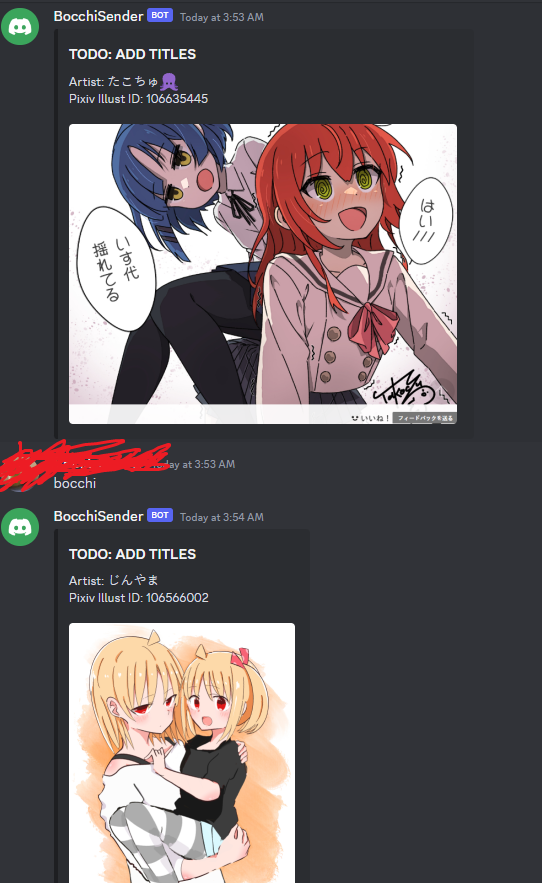 BocchiSender BOT Today at 3:53 AM
TODO: ADD TITLES
Artist: たこちゅ🐙
Pixiv Illust ID: 106635445
はい///
いす代
揺れてる
いいね！ フィードバックを送る
day at 3:53 AM
bocchi
BocchiSender BOT Today at 3:54 AM
TODO: ADD TITLES
Artist: じんやま
Pixiv Illust ID: 106566002